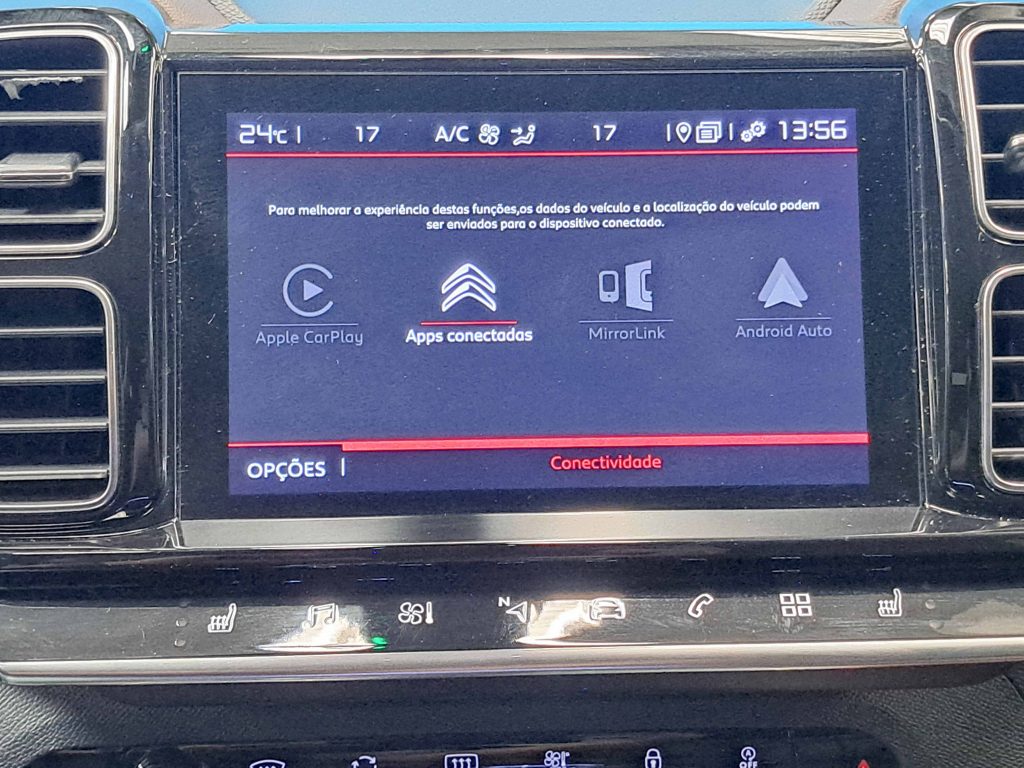 24°C | 17 A/C 17 13:56
Para melhorar a experiência destas funções,os dados do veículo e a localização do veículo podem
ser enviados para o dispositivo conectado.
Apple CarPlay Apps conectadas MirrorLink Android Auto
OPÇÕES | Conectividade
N
A OFF